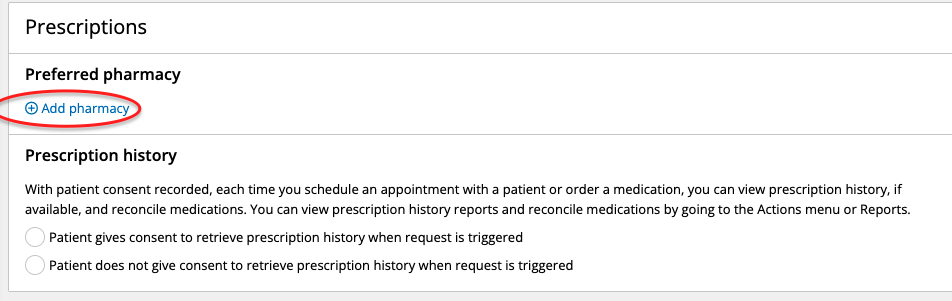 Prescriptions
Preferred pharmacy
Add pharmacy
Prescription history
With patient consent recorded, each time you schedule an appointment with a patient or order a medication, you can view prescription history, if
available, and reconcile medications. You can view prescription history reports and reconcile medications by going to the Actions menu or Reports.
Patient gives consent to retrieve prescription history when request is triggered
Patient does not give consent to retrieve prescription history when request is triggered